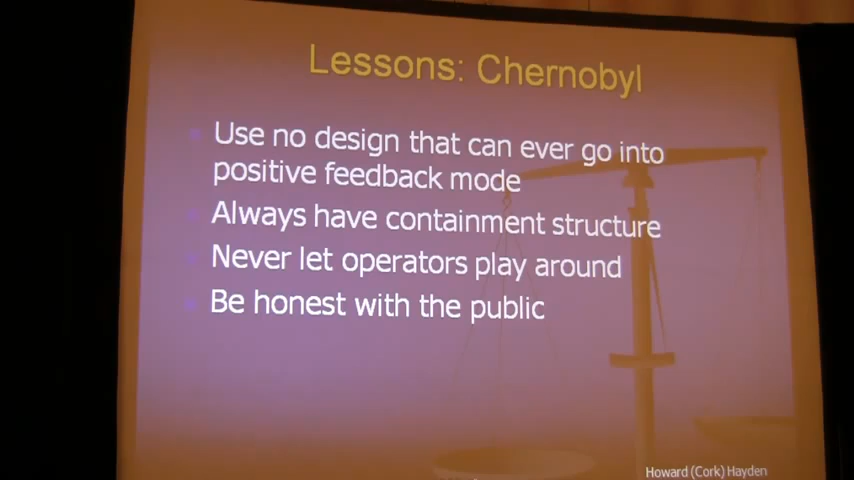 Lessons: Chernobyl
Use no design that can ever go into
positive feedback mode
Always have containment structure
Never let operators play around
Be honest with the public
Howard (Cork) Hayden